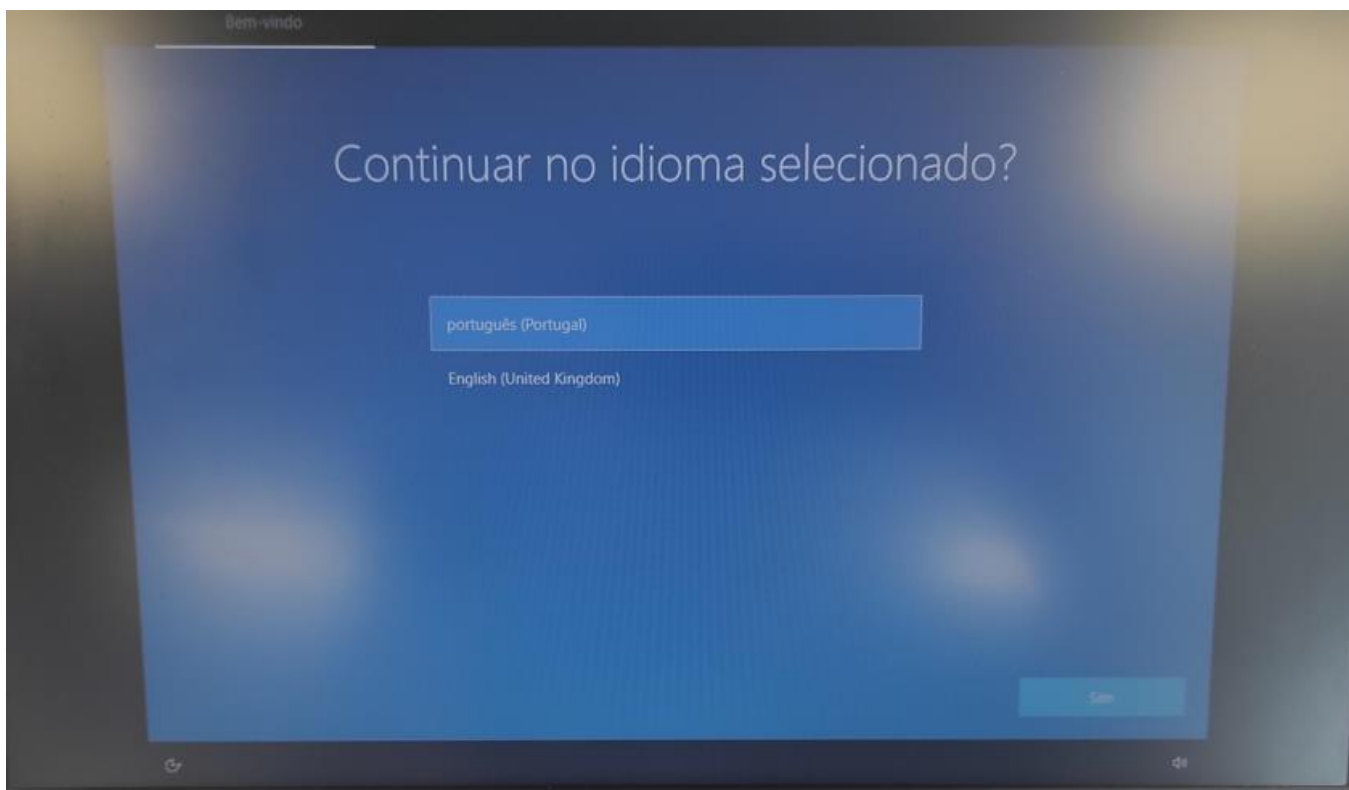 Bem-vindo
Continuar no idioma selecionado?
português (Portugal)
English (United Kingdom)
Sim